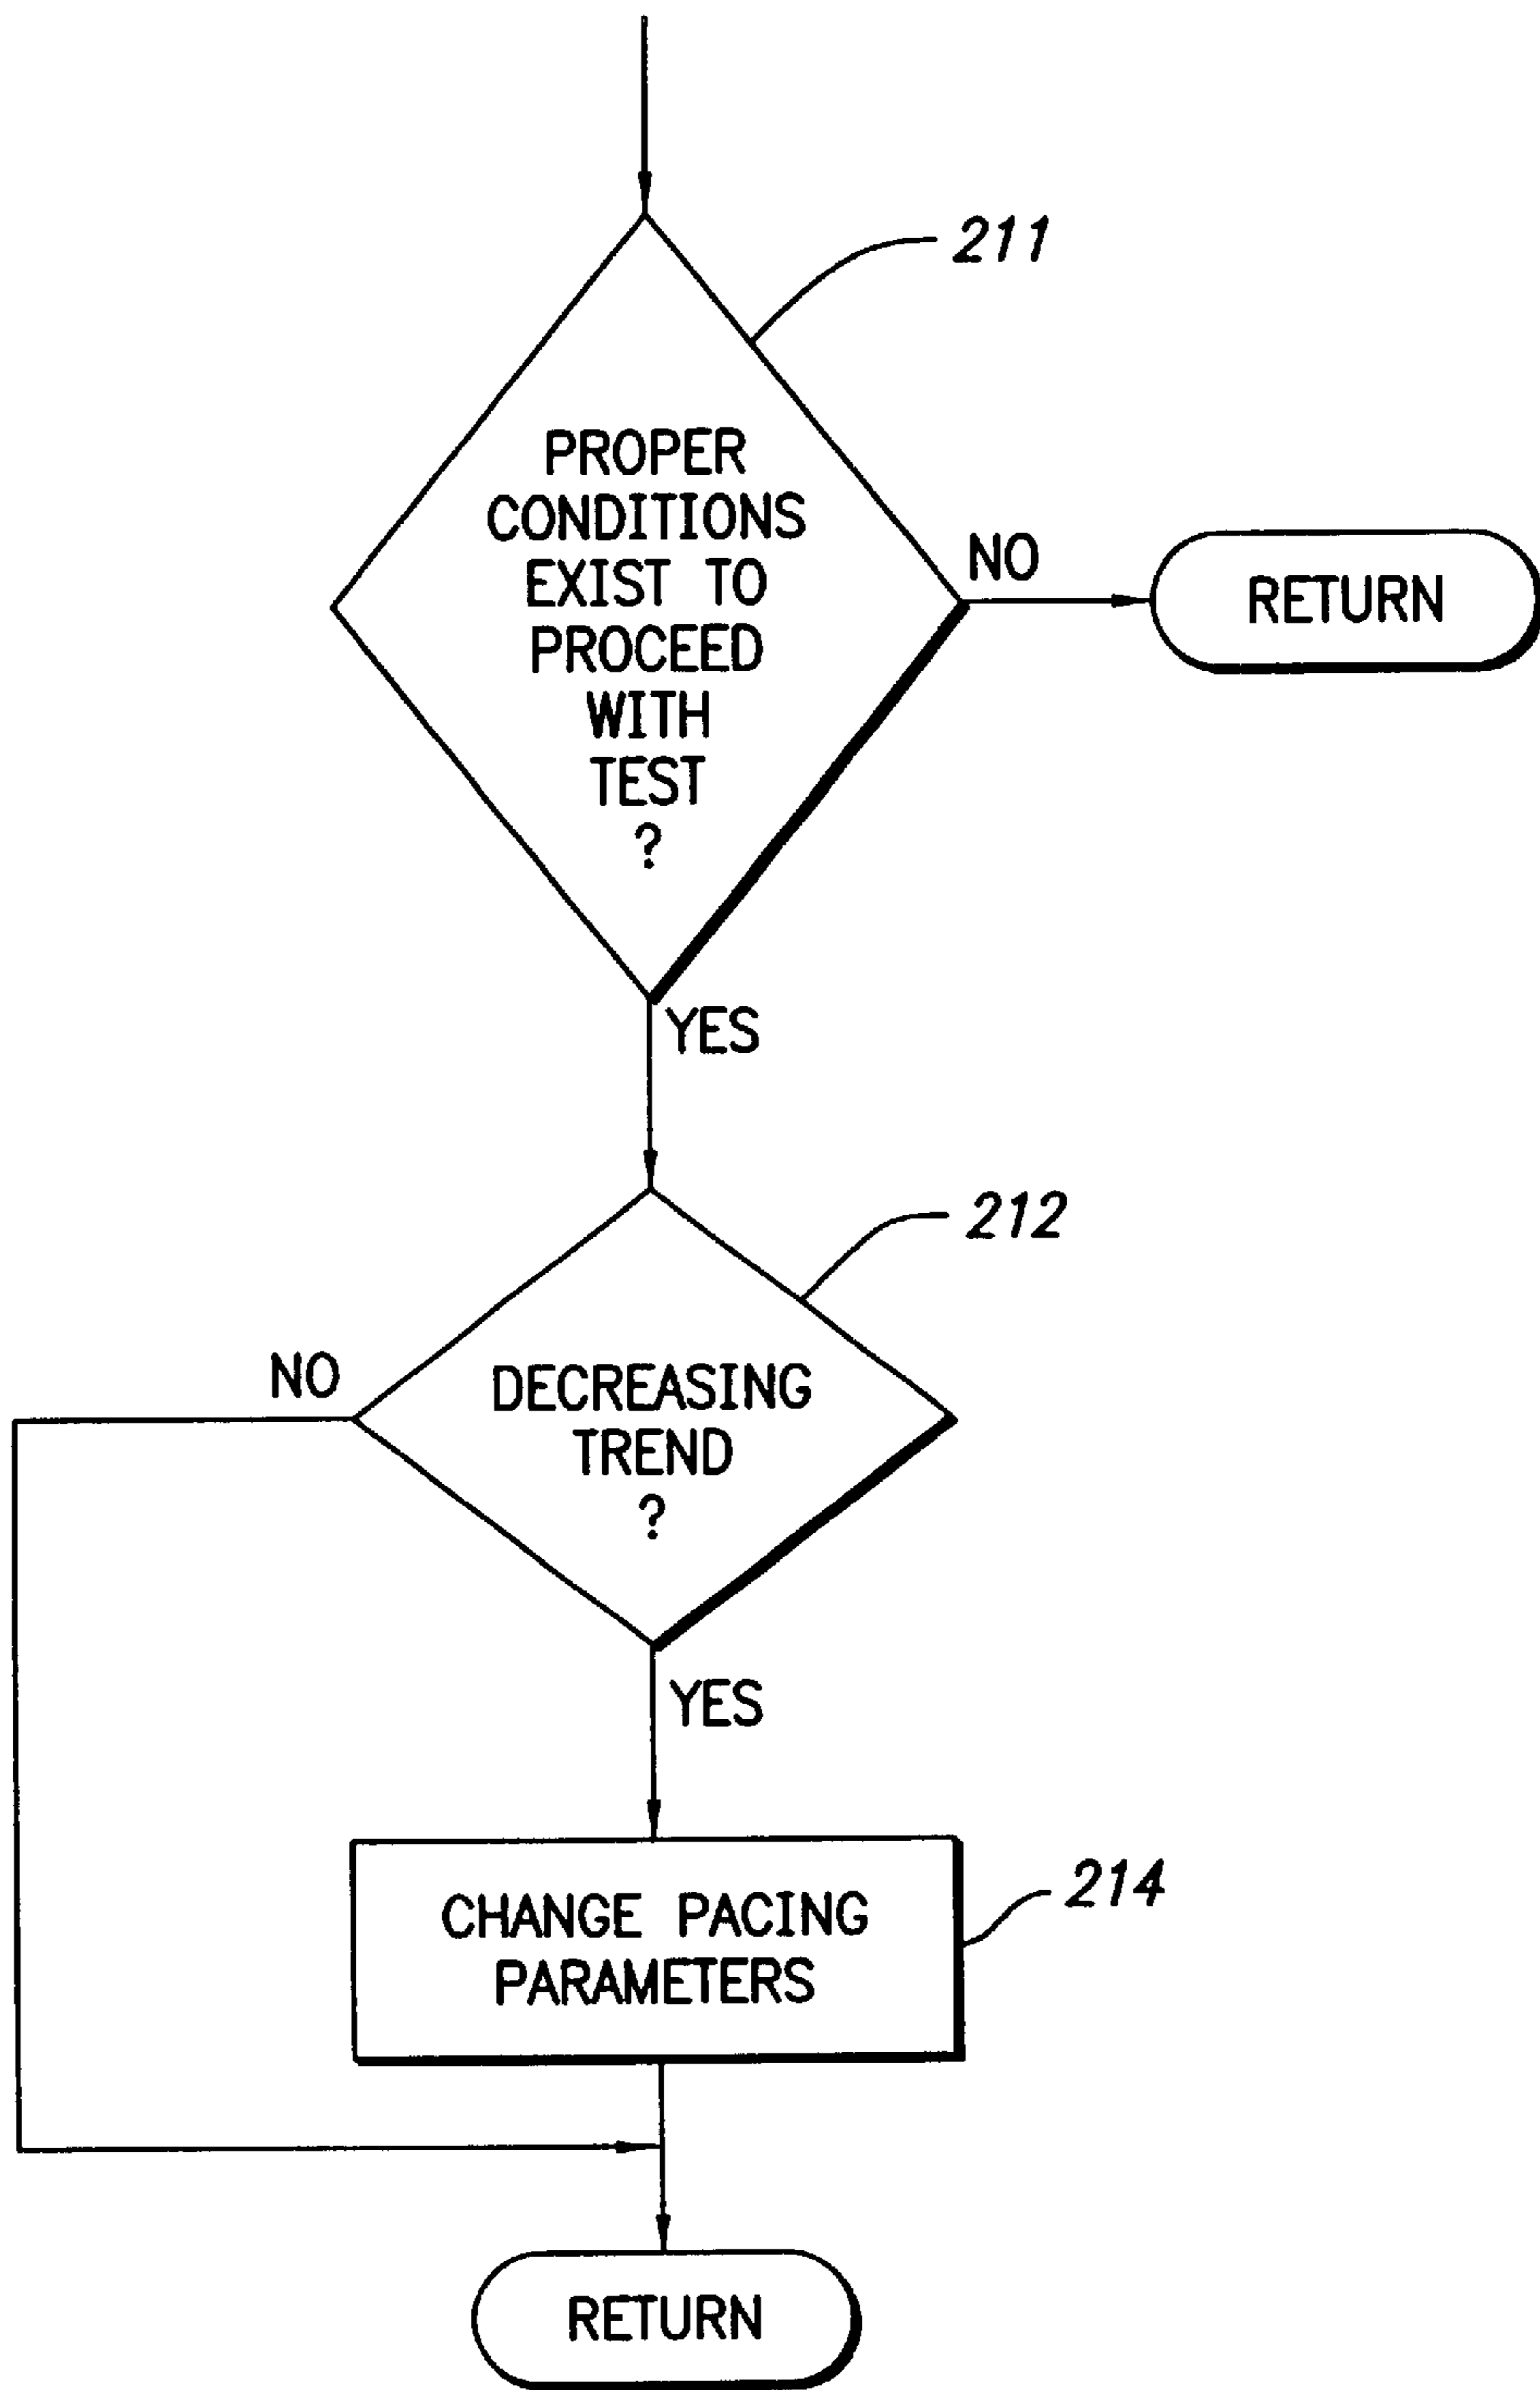 211
PROPER
CONDITIONS
EXIST TO
PROCEED
WITH
TEST
?
NO
RETURN
YES
212
NO
DECREASING
TREND
?
YES
214
CHANGE PACING
PARAMETERS
RETURN